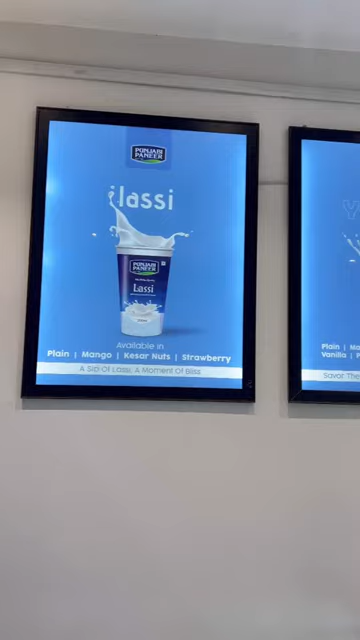 PUNJABI
PANEER
lassi
PUNJABI
PANEER
Lassi
Available in
Plain | Mango | Kesar Nuts | Strawberry
A Sip Of Lassi, A Moment Of Bliss
Y
Plain | Ma
Vanilla | P
Savor The